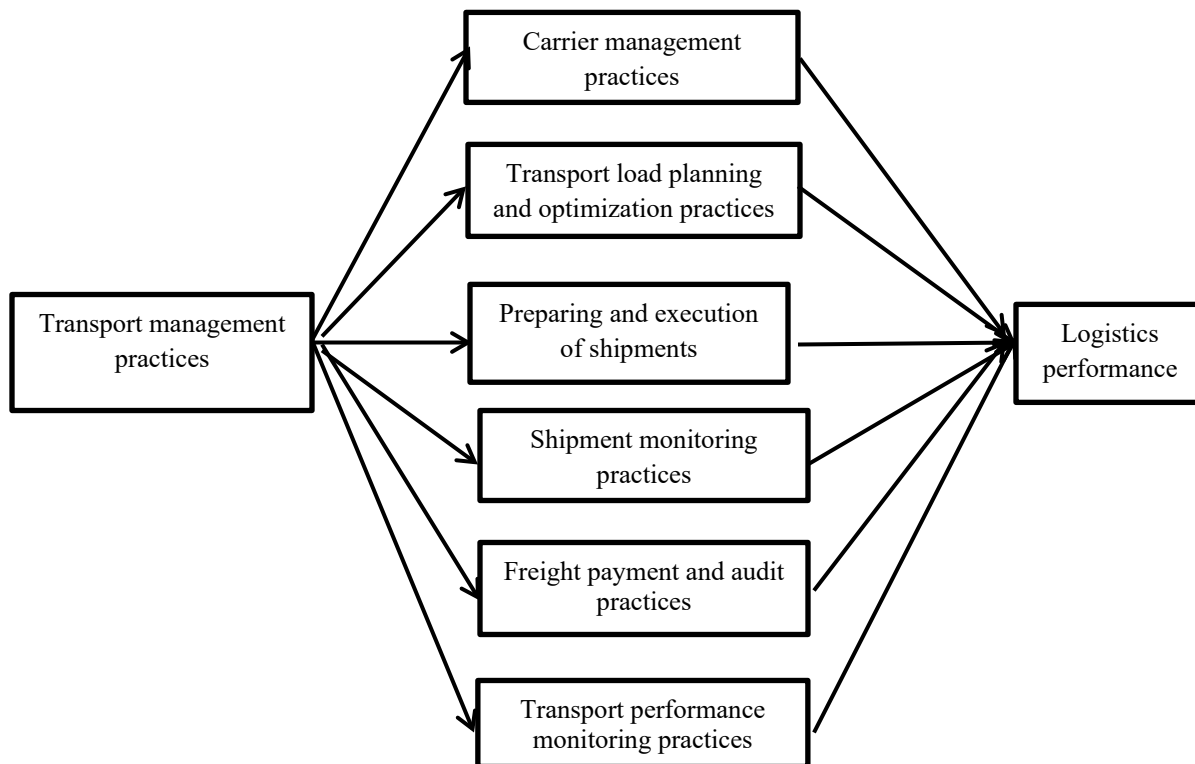 Carrier management
practices
Transport load planning
and optimization practices
Transport management
practices
Preparing and execution
of shipments
Logistics
performance
Shipment monitoring
practices
Freight payment and audit
practices
Transport performance
monitoring practices